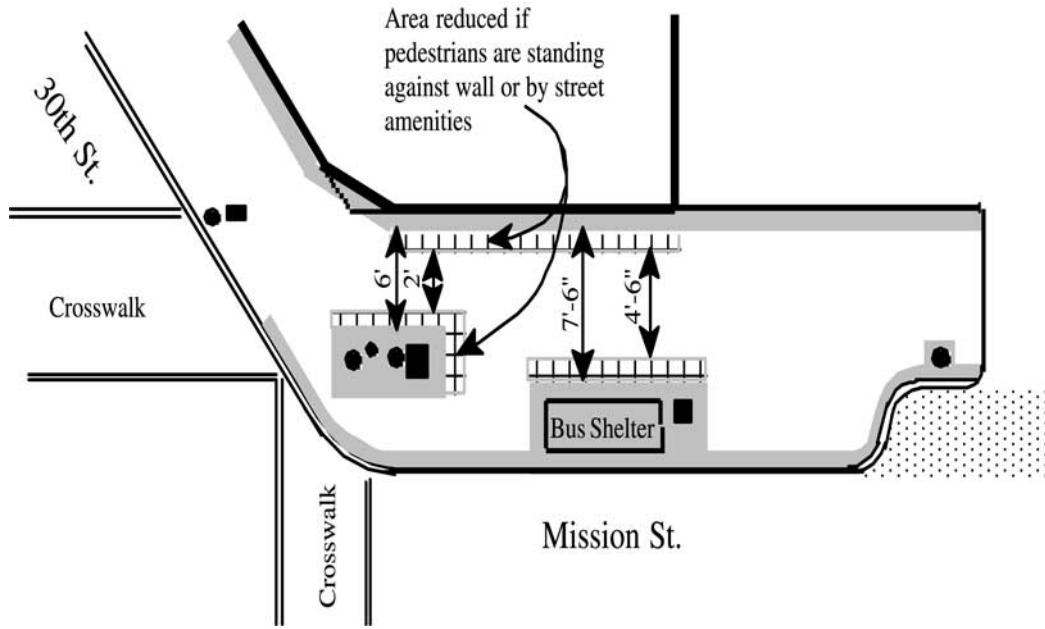 Area reduced if
pedestrians are standing
against wall or by street
amenities
30th St.
6'
2'
7'-6"
4'-6"
Crosswalk
Bus Shelter
Crosswalk
Mission St.